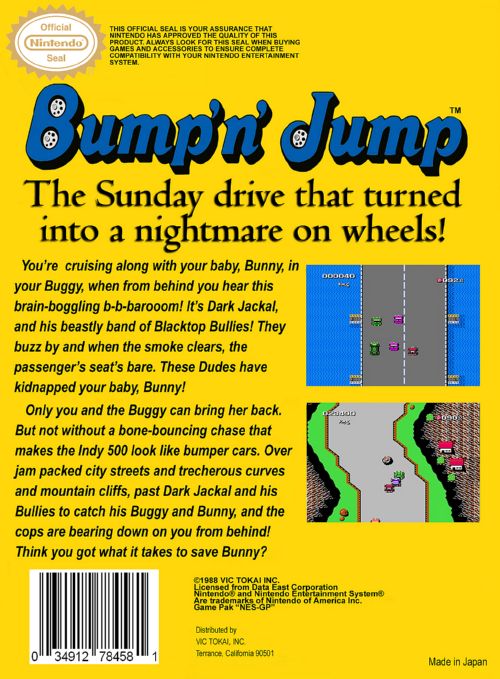 Official
Nintendo
Seal
THIS OFFICIAL SEAL IS YOUR ASSURANCE THAT
NINTENDO HAS APPROVED THE QUALITY OF THIS
PRODUCT. ALWAYS LOOK FOR THIS SEAL WHEN BUYING
GAMES AND ACCESSORIES TO ENSURE COMPLETE
COMPATIBILITY WITH YOUR NINTENDO ENTERTAINMENT
SYSTEM.
Bump'n' Jump TM
The Sunday drive that turned
into a nightmare on wheels!
You're cruising along with your baby, Bunny, in
your Buggy, when from behind you hear this
brain-boggling b-b-barooom! It's Dark Jackal,
and his beastly band of Blacktop Bullies! They
buzz by and when the smoke clears, the
passenger's seat's bare. These Dudes have
kidnapped your baby, Bunny!
Only you and the Buggy can bring her back.
But not without a bone-bouncing chase that
makes the Indy 500 look like bumper cars. Over
jam packed city streets and trecherous curves
and mountain cliffs, past Dark Jackal and his
Bullies to catch his Buggy and Bunny, and the
cops are bearing down on you from behind!
Think you got what it takes to save Bunny?
000040
©1988 VIC TOKAI INC.
Licensed from Data East Corporation
Nintendo® and Nintendo Entertainment System®
Are trademarks of Nintendo of America Inc.
Game Pak "NES-GP"
Distributed by
VIC TOKAI, INC.
Terrance, California 90501
0 34912 78458 1
Made in Japan